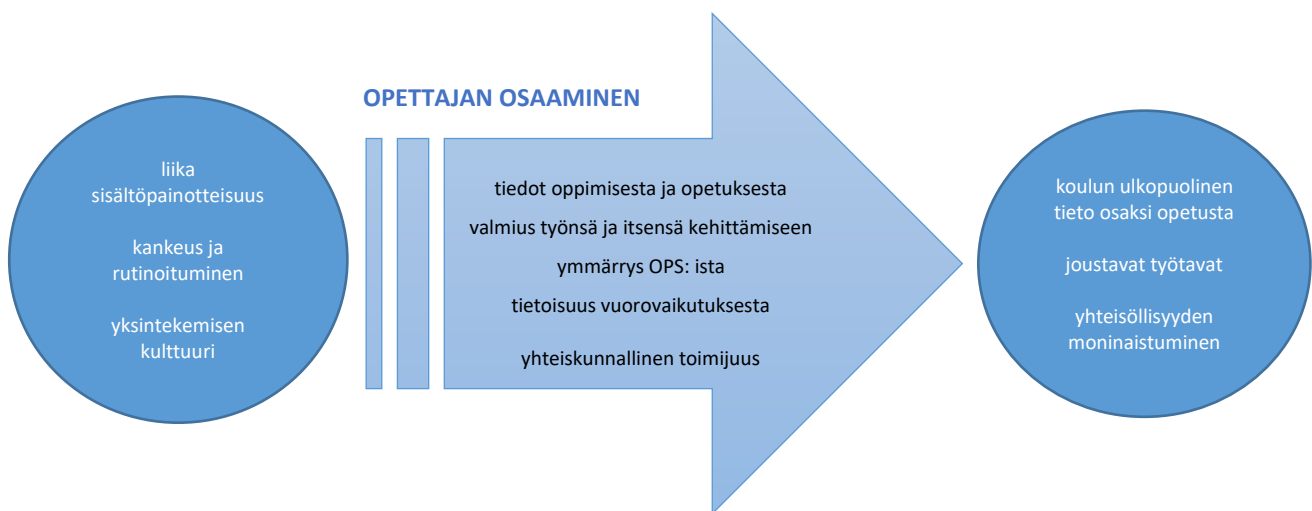 OPETTAJAN OSAAMINEN
liika
sisältöpainotteisuus
kankeus ja
rutinoituminen
yksintekemisen
kulttuuri
tiedot oppimisesta ja opetuksesta
valmius työnsä ja itsensä kehittämiseen
ymmärrys OPS: ista
tietoisuus vuorovaikutuksesta
yhteiskunnallinen toimijuus
koulun ulkopuolinen
tieto osaksi opetusta
joustavat työtavat
yhteisöllisyyden
moninaistuminen